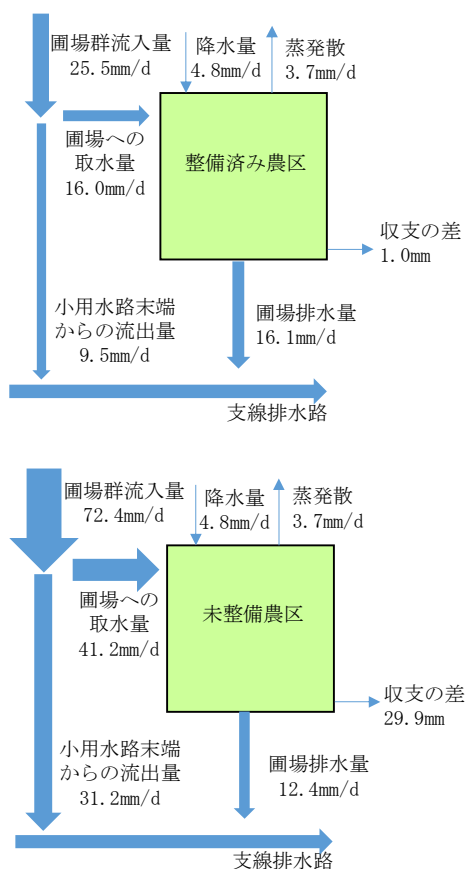 圃場群流入量
25.5mm/d
降水量
4.8mm/d
蒸発散
3.7mm/d
圃場への
取水量
16.0mm/d
整備済み農区
収支の差
1.0mm
小用水路末端
からの流出量
9.5mm/d
圃場排水量
16.1mm/d
支線排水路
圃場群流入量
72.4mm/d
降水量
4.8mm/d
蒸発散
3.7mm/d
圃場への
取水量
41.2mm/d
未整備農区
収支の差
29.9mm
小用水路末端
からの流出量
31.2mm/d
圃場排水量
12.4mm/d
支線排水路